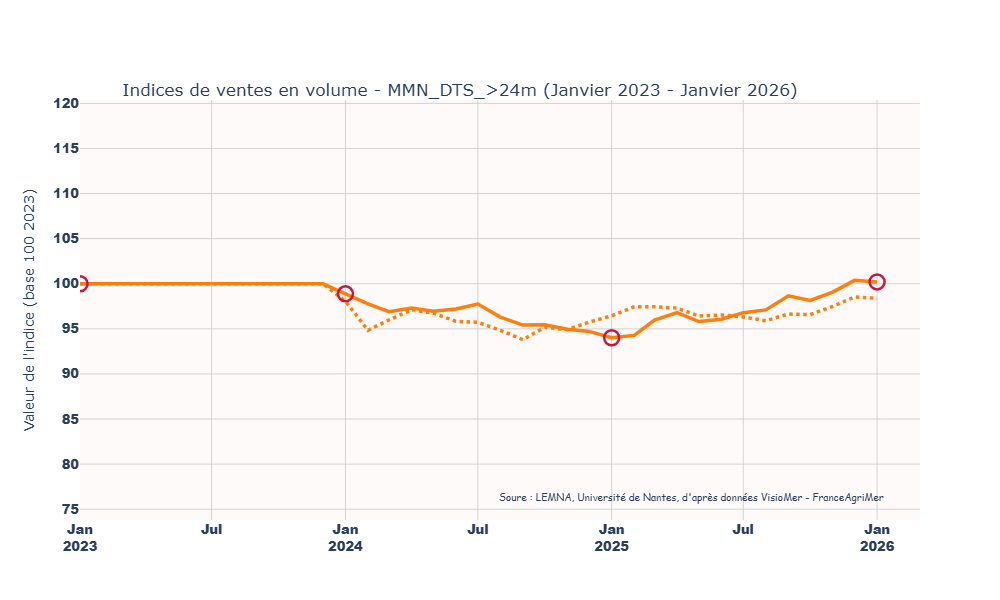 Indices de ventes en volume - MMN_DTS_>24m (Janvier 2023 - Janvier 2026)
Valeur de l'indice (base 100 2023)
120
115
110
105
100
95
90
85
80
75
Soure : LEMNA, Université de Nantes, d'après données VisioMer - FranceAgriMer
Jan Jul Jan Jul Jan Jul Jan
2023 2024 2025 2026